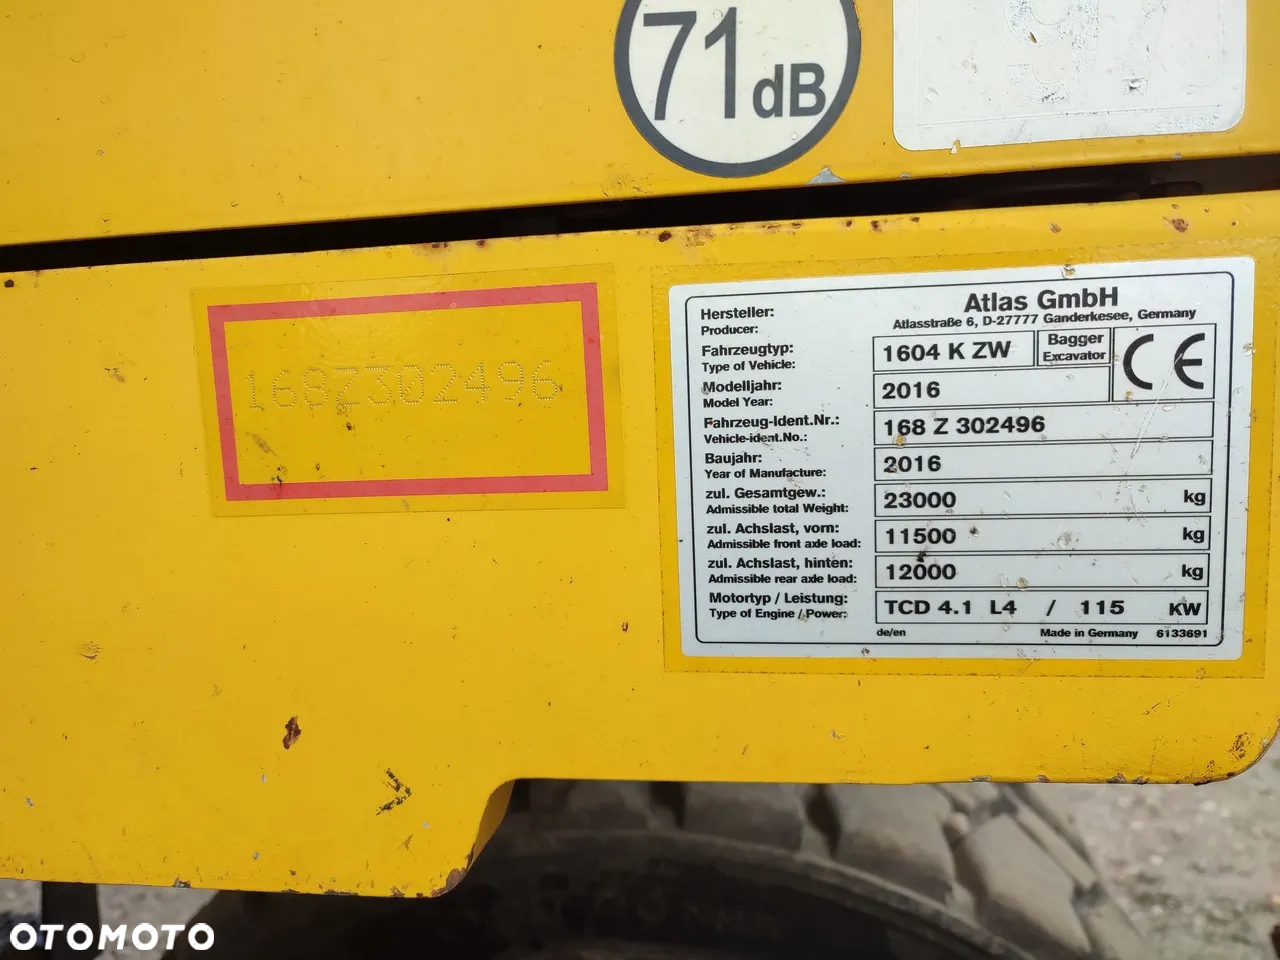 71 dB
97
168Z302496
Atlas GmbH
Atlasstraße 6, D-27777 Ganderkesee, Germany
Hersteller:
Producer:
Fahrzeugtyp:
Type of Vehicle:
1604 K ZW
Bagger
Excavator
CE
Modelljahr:
Model Year:
2016
Fahrzeug-Ident.Nr.:
Vehicle-ident.No.:
168 Z 302496
Baujahr:
Year of Manufacture:
2016
zul. Gesamtgew.:
Admissible total Weight:
23000 kg
zul. Achslast, vorn:
Admissible front axle load:
11500 kg
zul. Achslast, hinten:
Admissible rear axle load:
12000 kg
Motortyp / Leistung:
Type of Engine / Power:
TCD 4.1 L4 / 115 KW
de/en Made in Germany 6133691
OTOMOTO